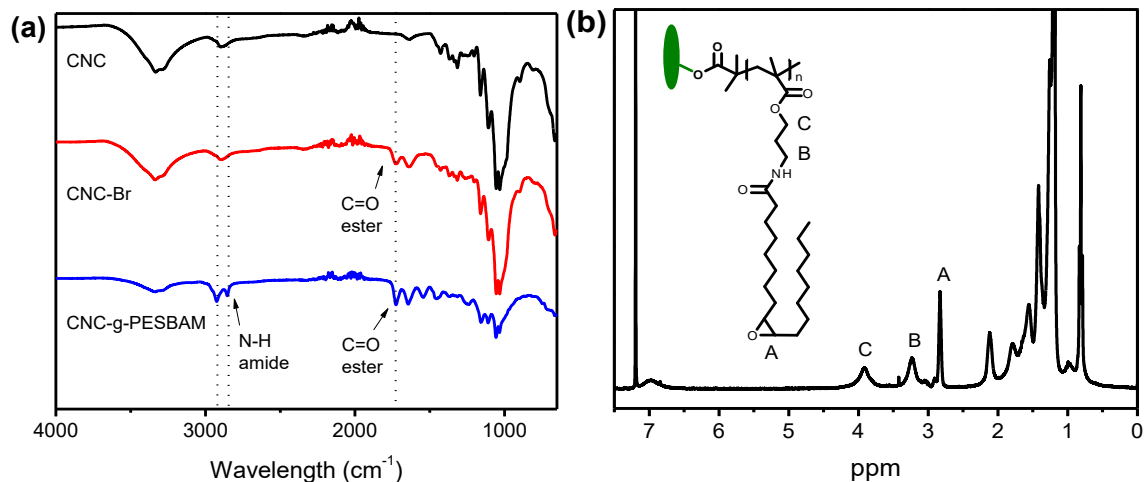 (a)
CNC
CNC-Br
C=O
ester
CNC-g-PESBAM
N-H
amide
C=O
ester
4000 3000 2000 1000
Wavelength (cm⁻¹)
(b)
O
O
n
O
O
C
B
NH
O
O
A
C
B
A
7 6 5 4 3 2 1 0
ppm